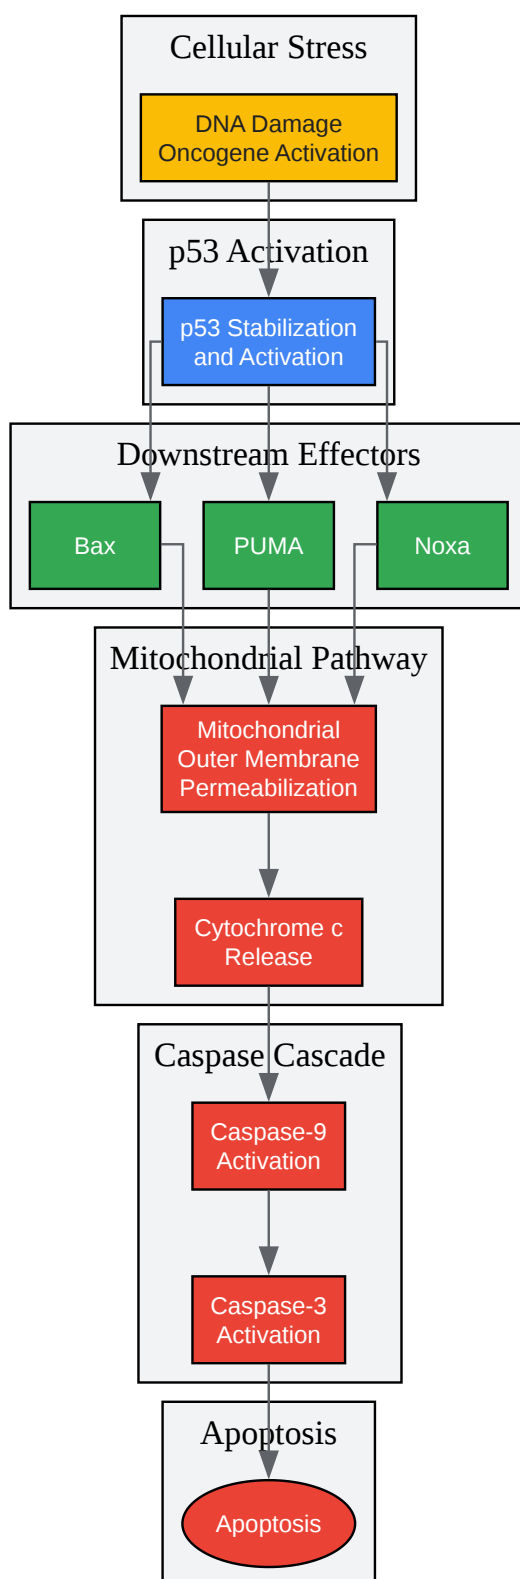 Cellular Stress
DNA Damage
Oncogene Activation
p53 Activation
p53 Stabilization
and Activation
Downstream Effectors
Bax
PUMA
Noxa
Mitochondrial Pathway
Mitochondrial
Outer Membrane
Permeabilization
Cytochrome c
Release
Caspase Cascade
Caspase-9
Activation
Caspase-3
Activation
Apoptosis
Apoptosis